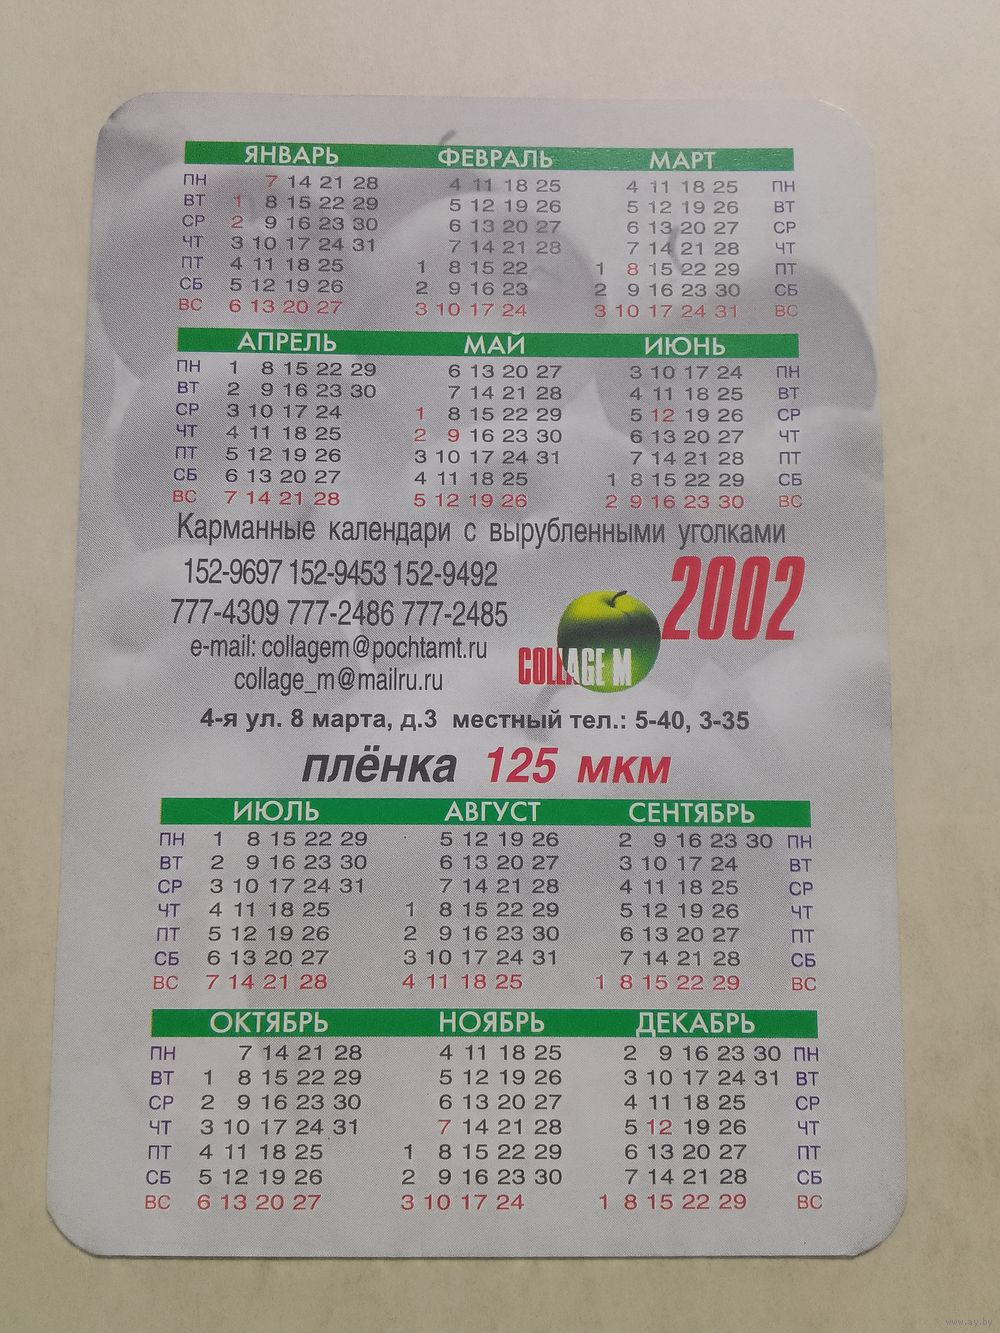 ЯНВАРЬ ФЕВРАЛЬ МАРТ
ПН 7 14 21 28 4 11 18 25 4 11 18 25 ПН
ВТ 1 8 15 22 29 5 12 19 26 5 12 19 26 ВТ
СР 2 9 16 23 30 6 13 20 27 6 13 20 27 СР
ЧТ 3 10 17 24 31 7 14 21 28 7 14 21 28 ЧТ
ПТ 4 11 18 25 1 8 15 22 1 8 15 22 29 ПТ
СБ 5 12 19 26 2 9 16 23 2 9 16 23 30 СБ
ВС 6 13 20 27 3 10 17 24 3 10 17 24 31 ВС
АПРЕЛЬ МАЙ ИЮНЬ
ПН 1 8 15 22 29 6 13 20 27 3 10 17 24 ПН
ВТ 2 9 16 23 30 7 14 21 28 4 11 18 25 ВТ
СР 3 10 17 24 1 8 15 22 29 5 12 19 26 СР
ЧТ 4 11 18 25 2 9 16 23 30 6 13 20 27 ЧТ
ПТ 5 12 19 26 3 10 17 24 31 7 14 21 28 ПТ
СБ 6 13 20 27 4 11 18 25 1 8 15 22 29 СБ
ВС 7 14 21 28 5 12 19 26 2 9 16 23 30 ВС
Карманные календари с вырубленными уголками
152-9697 152-9453 152-9492
777-4309 777-2486 777-2485
2002
e-mail: collagem@pochtamt.ru
collage_m@mailru.ru
COLLAGE M
4-я ул. 8 марта, д.3 местный тел.: 5-40, 3-35
плёнка 125 мкм
ИЮЛЬ АВГУСТ СЕНТЯБРЬ
ПН 1 8 15 22 29 5 12 19 26 2 9 16 23 30 ПН
ВТ 2 9 16 23 30 6 13 20 27 3 10 17 24 ВТ
СР 3 10 17 24 31 7 14 21 28 4 11 18 25 СР
ЧТ 4 11 18 25 1 8 15 22 29 5 12 19 26 ЧТ
ПТ 5 12 19 26 2 9 16 23 30 6 13 20 27 ПТ
СБ 6 13 20 27 3 10 17 24 31 7 14 21 28 СБ
ВС 7 14 21 28 4 11 18 25 1 8 15 22 29 ВС
ОКТЯБРЬ НОЯБРЬ ДЕКАБРЬ
ПН 7 14 21 28 4 11 18 25 2 9 16 23 30 ПН
ВТ 1 8 15 22 29 5 12 19 26 3 10 17 24 31 ВТ
СР 2 9 16 23 30 6 13 20 27 4 11 18 25 СР
ЧТ 3 10 17 24 31 7 14 21 28 5 12 19 26 ЧТ
ПТ 4 11 18 25 1 8 15 22 29 6 13 20 27 ПТ
СБ 5 12 19 26 2 9 16 23 30 7 14 21 28 СБ
ВС 6 13 20 27 3 10 17 24 1 8 15 22 29 ВС
www.ay.by